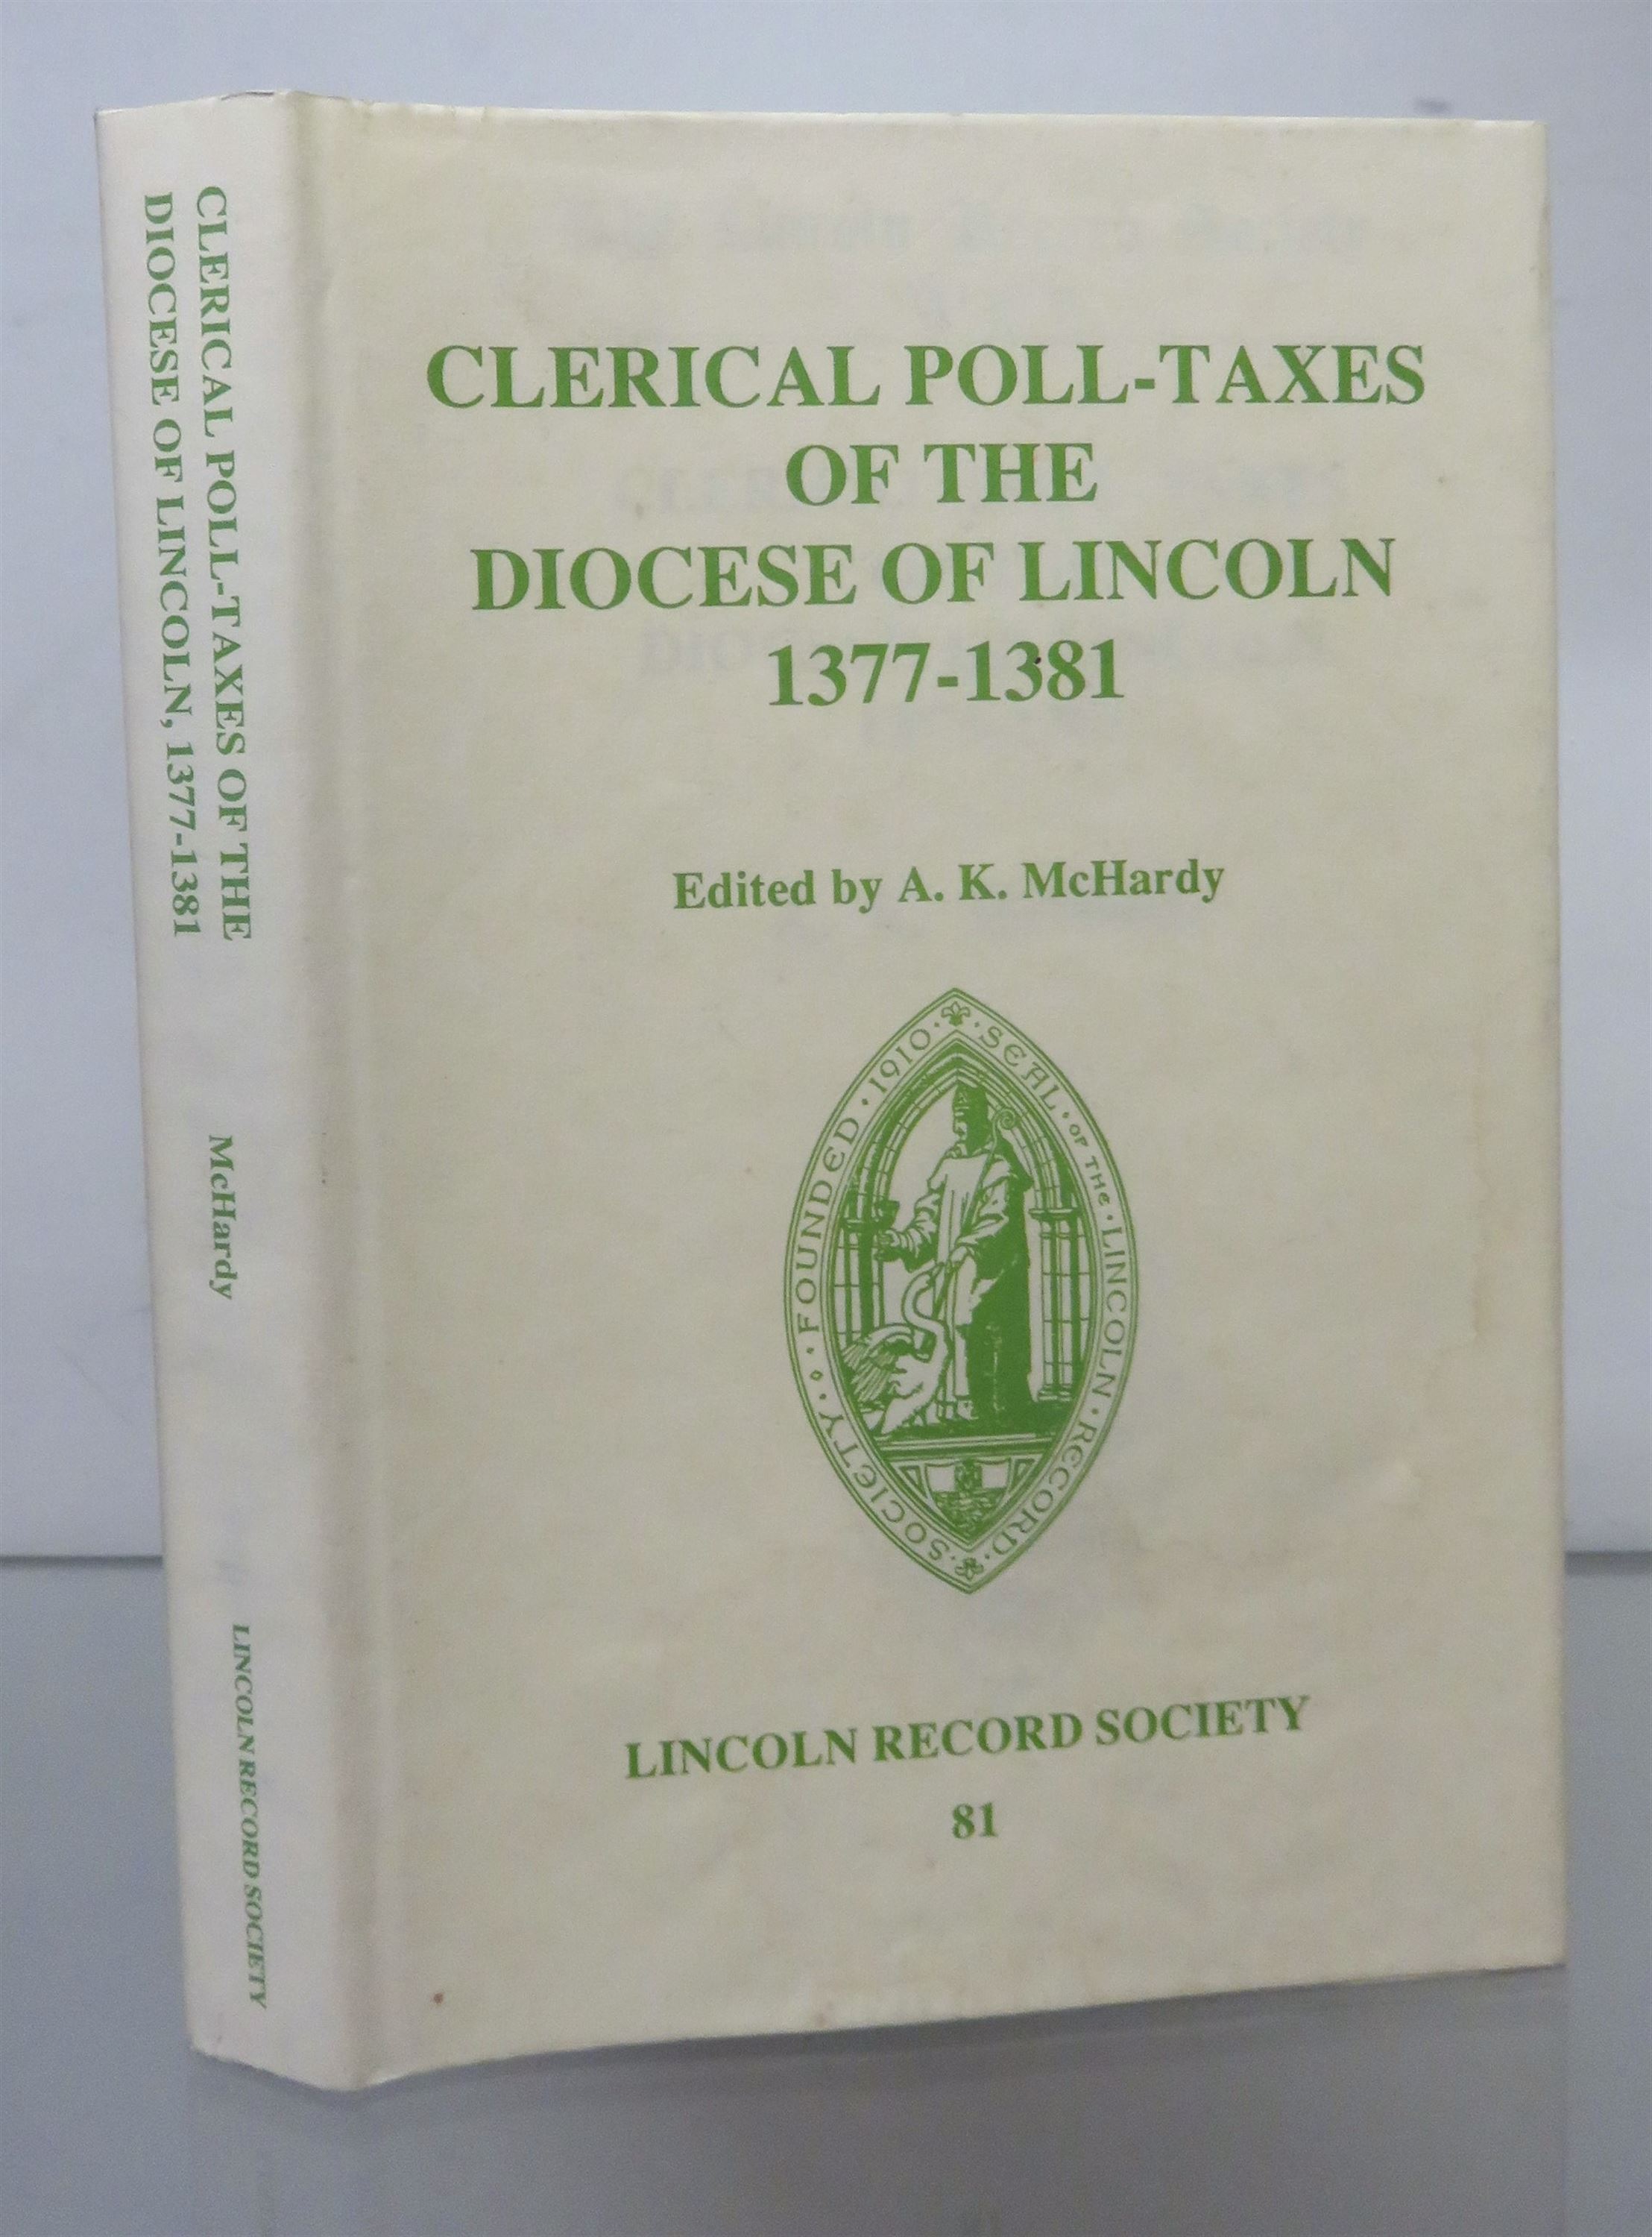 CLERICAL POLL-TAXES OF THE
DIOCESE OF LINCOLN, 1377-1381
McHardy
LINCOLN RECORD SOCIETY
CLERICAL POLL-TAXES
OF THE
DIOCESE OF LINCOLN
1377-1381
Edited by A. K. McHardy
· SEAL · OF · THE · LINCOLN · RECORD · SOCIETY · FOUNDED · 1910 ·
LINCOLN RECORD SOCIETY
81